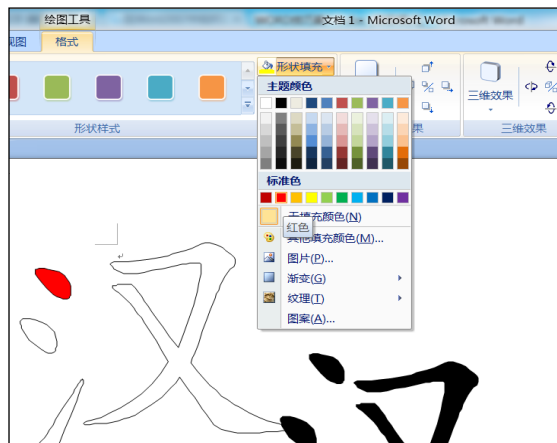 绘图工具
文档 1 - Microsoft Word
视图
格式
形状填充
三维效果
形状样式
三维效果
主题颜色
标准色
无填充颜色(N)
红色
其他填充颜色(M)...
图片(P)...
渐变(G)
纹理(T)
图案(A)...
汉
汉